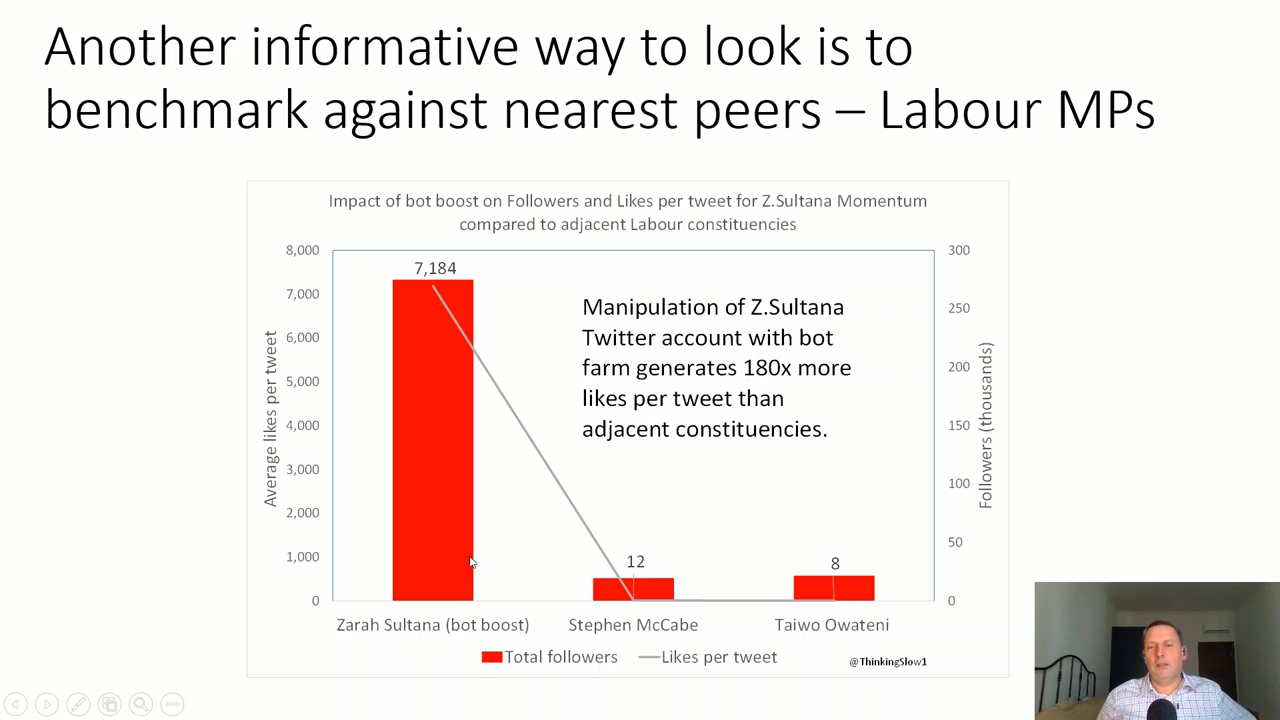 Another informative way to look is to
benchmark against nearest peers – Labour MPs
Impact of bot boost on Followers and Likes per tweet for Z.Sultana Momentum
compared to adjacent Labour constituencies
8,000
7,000
6,000
5,000
4,000
3,000
2,000
1,000
0
Average likes per tweet
7,184
12
8
Manipulation of Z.Sultana
Twitter account with bot
farm generates 180x more
likes per tweet than
adjacent constituencies.
300
250
200
150
100
50
0
Followers (thousands)
Zarah Sultana (bot boost)
Stephen McCabe
Taiwo Owateni
Total followers
Likes per tweet
@ThinkingSlow1